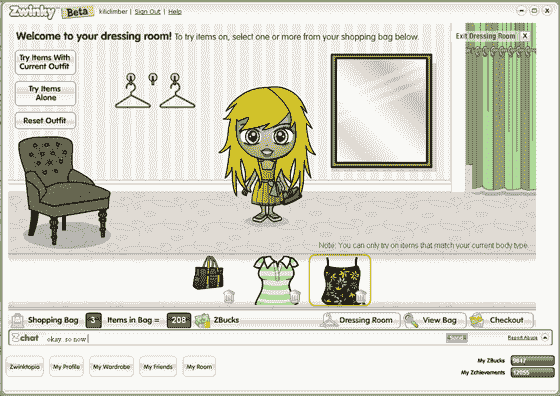 Zwinky Beta kiliclimber | Sign Out | Help
Welcome to your dressing room! To try items on, select one or more from your shopping bag below.
Exit Dressing Room X
Try Items With
Current Outfit
Try Items
Alone
Reset Outfit
Note: You can only try on items that match your current body type.
Shopping Bag 3 Items in Bag = 208 ZBucks Dressing Room View Bag Checkout
Zchat okay so now Report Abuse
Zwinktopia My Profile My Wardrobe My Friends My Room
My ZBucks 9847
My Zchievements 12055